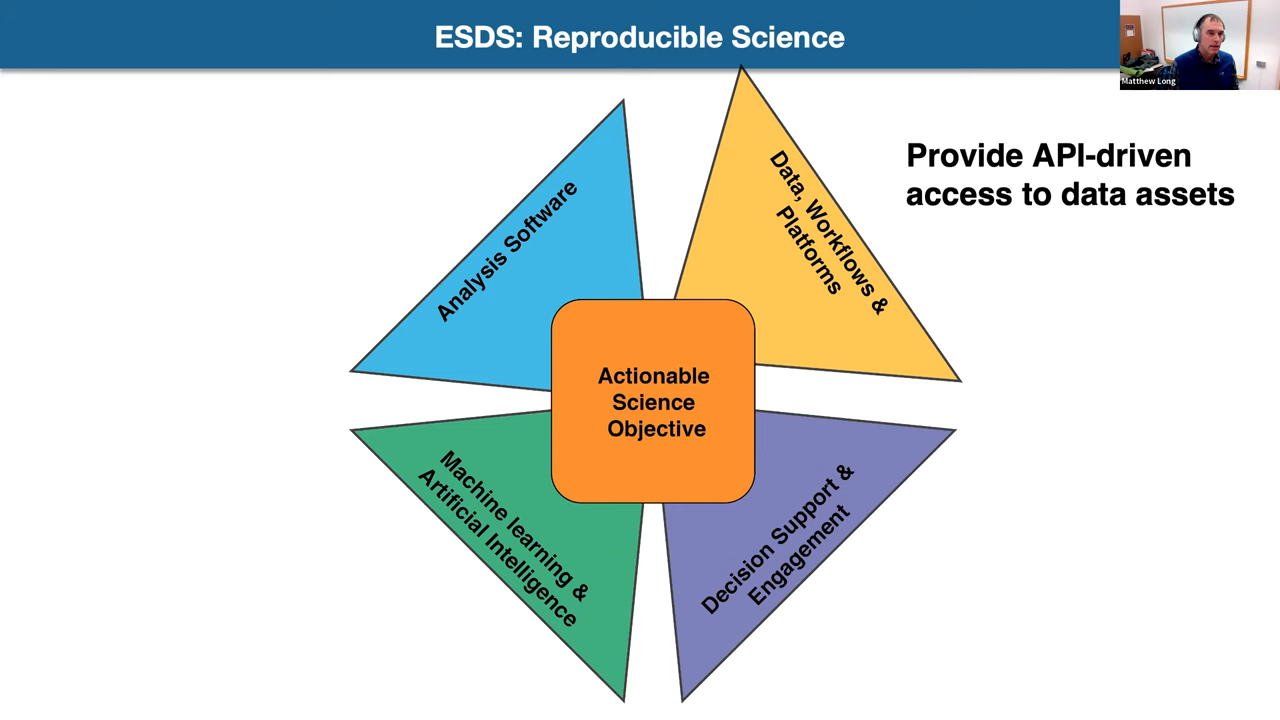 ESDS: Reproducible Science
Matthew Long
Provide API-driven
access to data assets
Analysis Software
Data, Workflows &
Platforms
Actionable
Science
Objective
Machine learning &
Artificial Intelligence
Decision Support &
Engagement